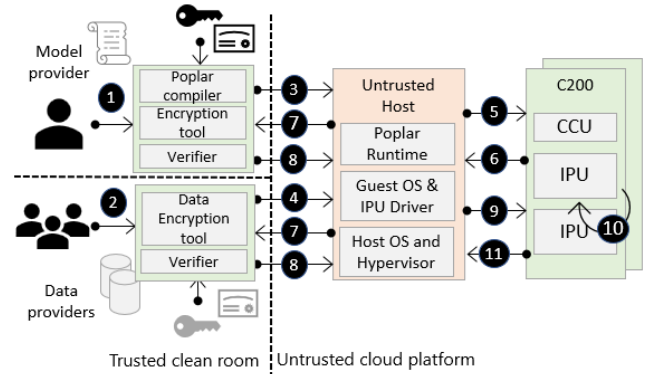 Model
provider
1
Poplar
compiler
Encryption
tool
Verifier
3
7
8
Untrusted
Host
Poplar
Runtime
Guest OS &
IPU Driver
Host OS and
Hypervisor
5
6
9
11
C200
CCU
IPU
IPU
10
2
Data
Encryption
tool
Verifier
4
7
8
Data
providers
Trusted clean room
Untrusted cloud platform